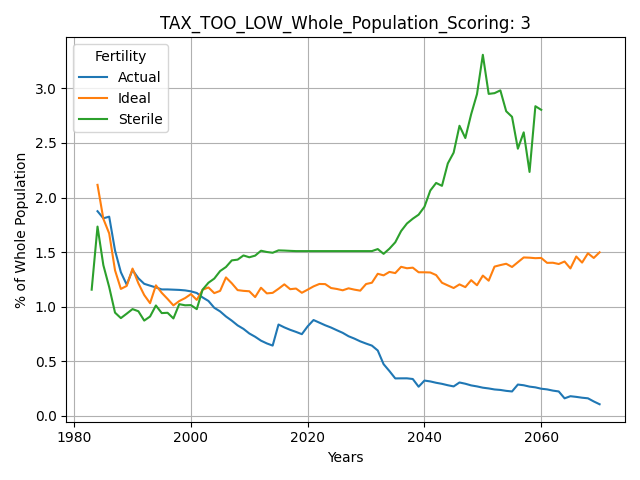 TAX_TOO_LOW_Whole_Population_Scoring: 3
Fertility
Actual
Ideal
Sterile
% of Whole Population
3.0
2.5
2.0
1.5
1.0
0.5
0.0
1980 2000 2020 2040 2060
Years